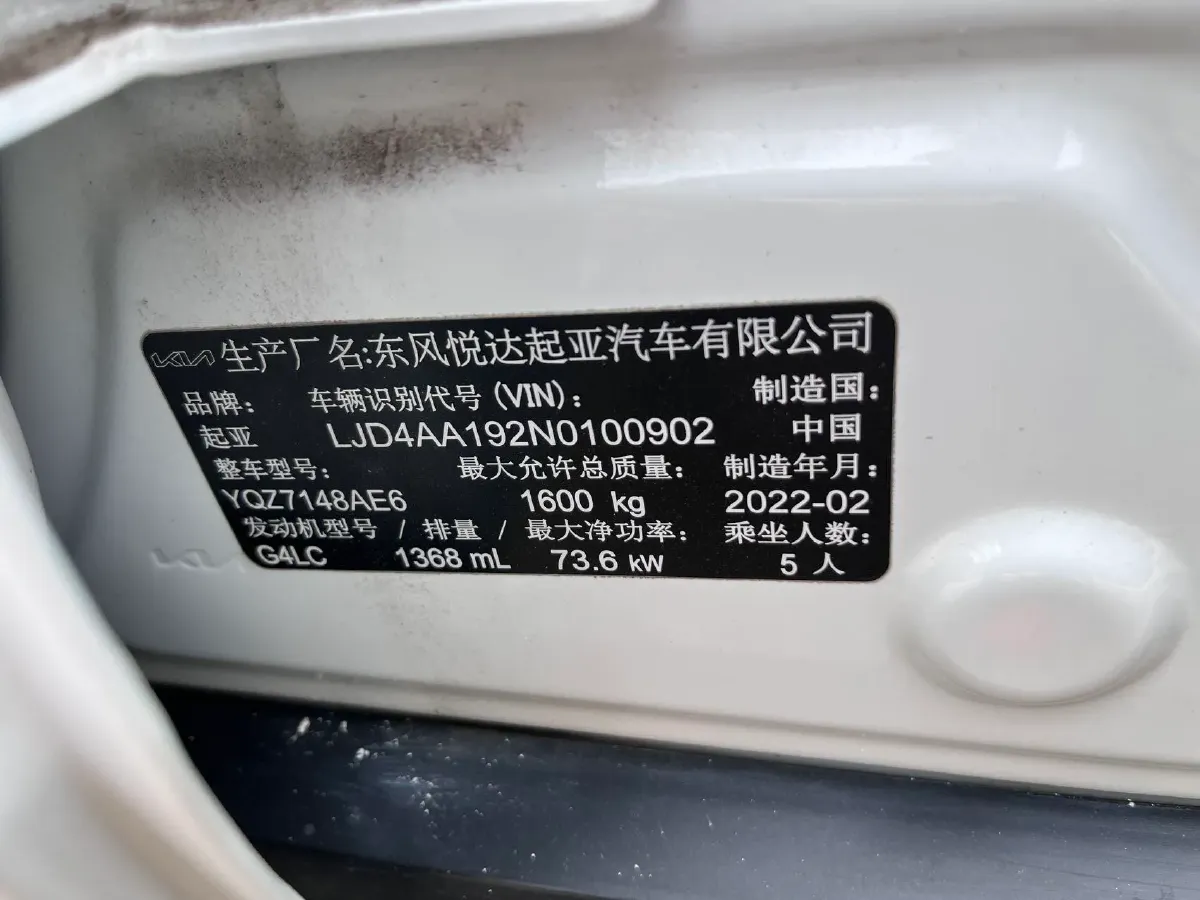 KIA 生产厂名:东风悦达起亚汽车有限公司
品牌: 车辆识别代号(VIN): 制造国:
起亚 LJD4AA192N0100902 中国
整车型号: 最大允许总质量: 制造年月:
YQZ7148AE6 1600 kg 2022-02
发动机型号 / 排量 / 最大净功率: 乘坐人数:
G4LC 1368 mL 73.6 kW 5 人
KIA